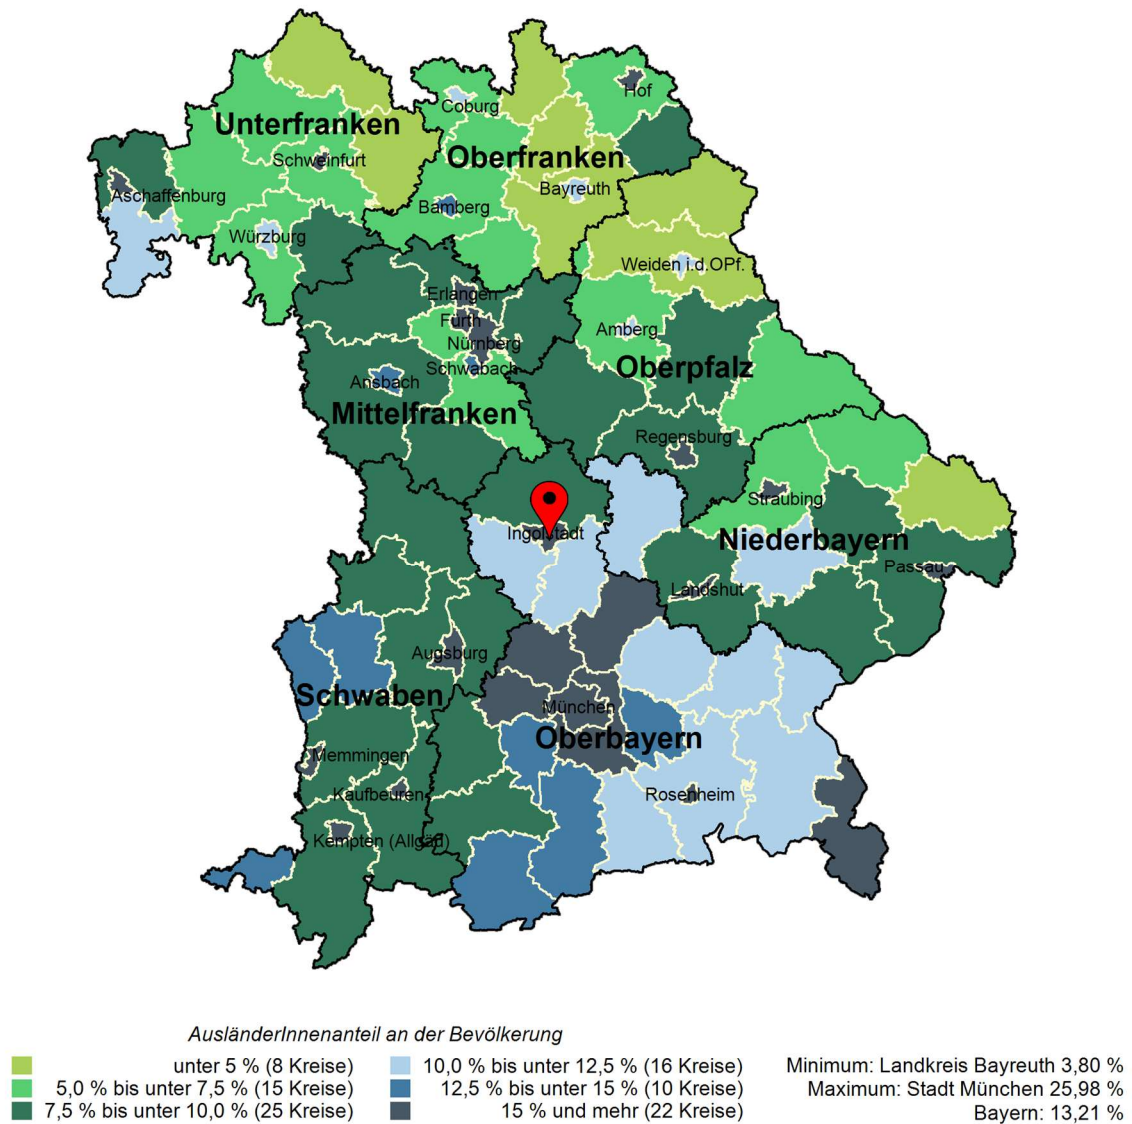 Hof
Coburg
Unterfranken
Oberfranken
Schweinfurt
Bayreuth
Aschaffenburg
Bamberg
Würzburg
Weiden i.d.OPf.
Erlangen
Fürth
Amberg
Nürnberg
Schwabach
Oberpfalz
Ansbach
Mittelfranken
Regensburg
Straubing
Ingolstadt
Niederbayern
Passau
Landshut
Augsburg
Schwaben
München
Oberbayern
Memmingen
Kaufbeuren
Rosenheim
Kempten (Allgäu)
AusländerInnenanteil an der Bevölkerung
unter 5 % (8 Kreise)
5,0 % bis unter 7,5 % (15 Kreise)
7,5 % bis unter 10,0 % (25 Kreise)
10,0 % bis unter 12,5 % (16 Kreise)
12,5 % bis unter 15 % (10 Kreise)
15 % und mehr (22 Kreise)
Minimum: Landkreis Bayreuth 3,80 %
Maximum: Stadt München 25,98 %
Bayern: 13,21 %